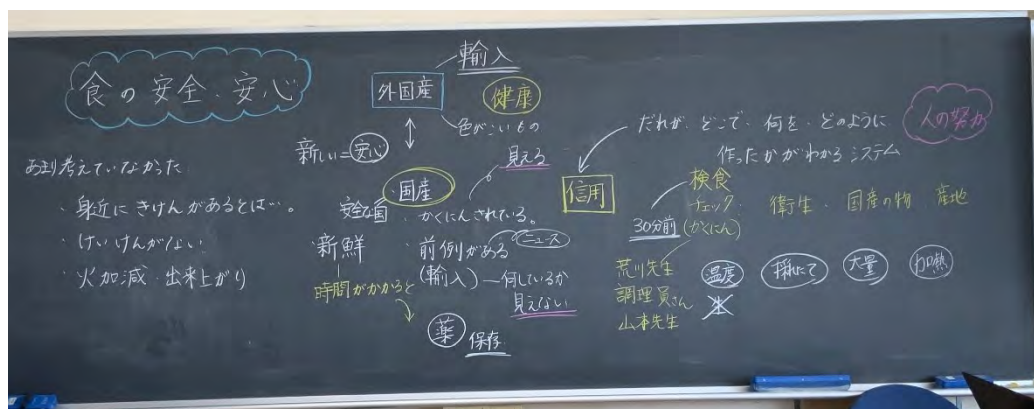 食の安全・安心
あまり考えていなかった
・身近にきけんがあるとは…。
・けいけんがない
・火加減・出来上がり
輸入
外国産
健康
色がこいもの
新しい=安心
見える
国産
安全な国
・かくにんされている。
・新鮮
・前例がある
ニュース
(輸入)―何しているか
見えない
時間がかかると
薬 保存
だれが、どこで、何を、どのように
作ったかがわかるシステム
人の努力
信用
検食
チェック
(かくにん)
30分前
衛生・国産の物 産地
荒川先生
調理員さん
山本先生
温度
採れたて
大量
加熱
生